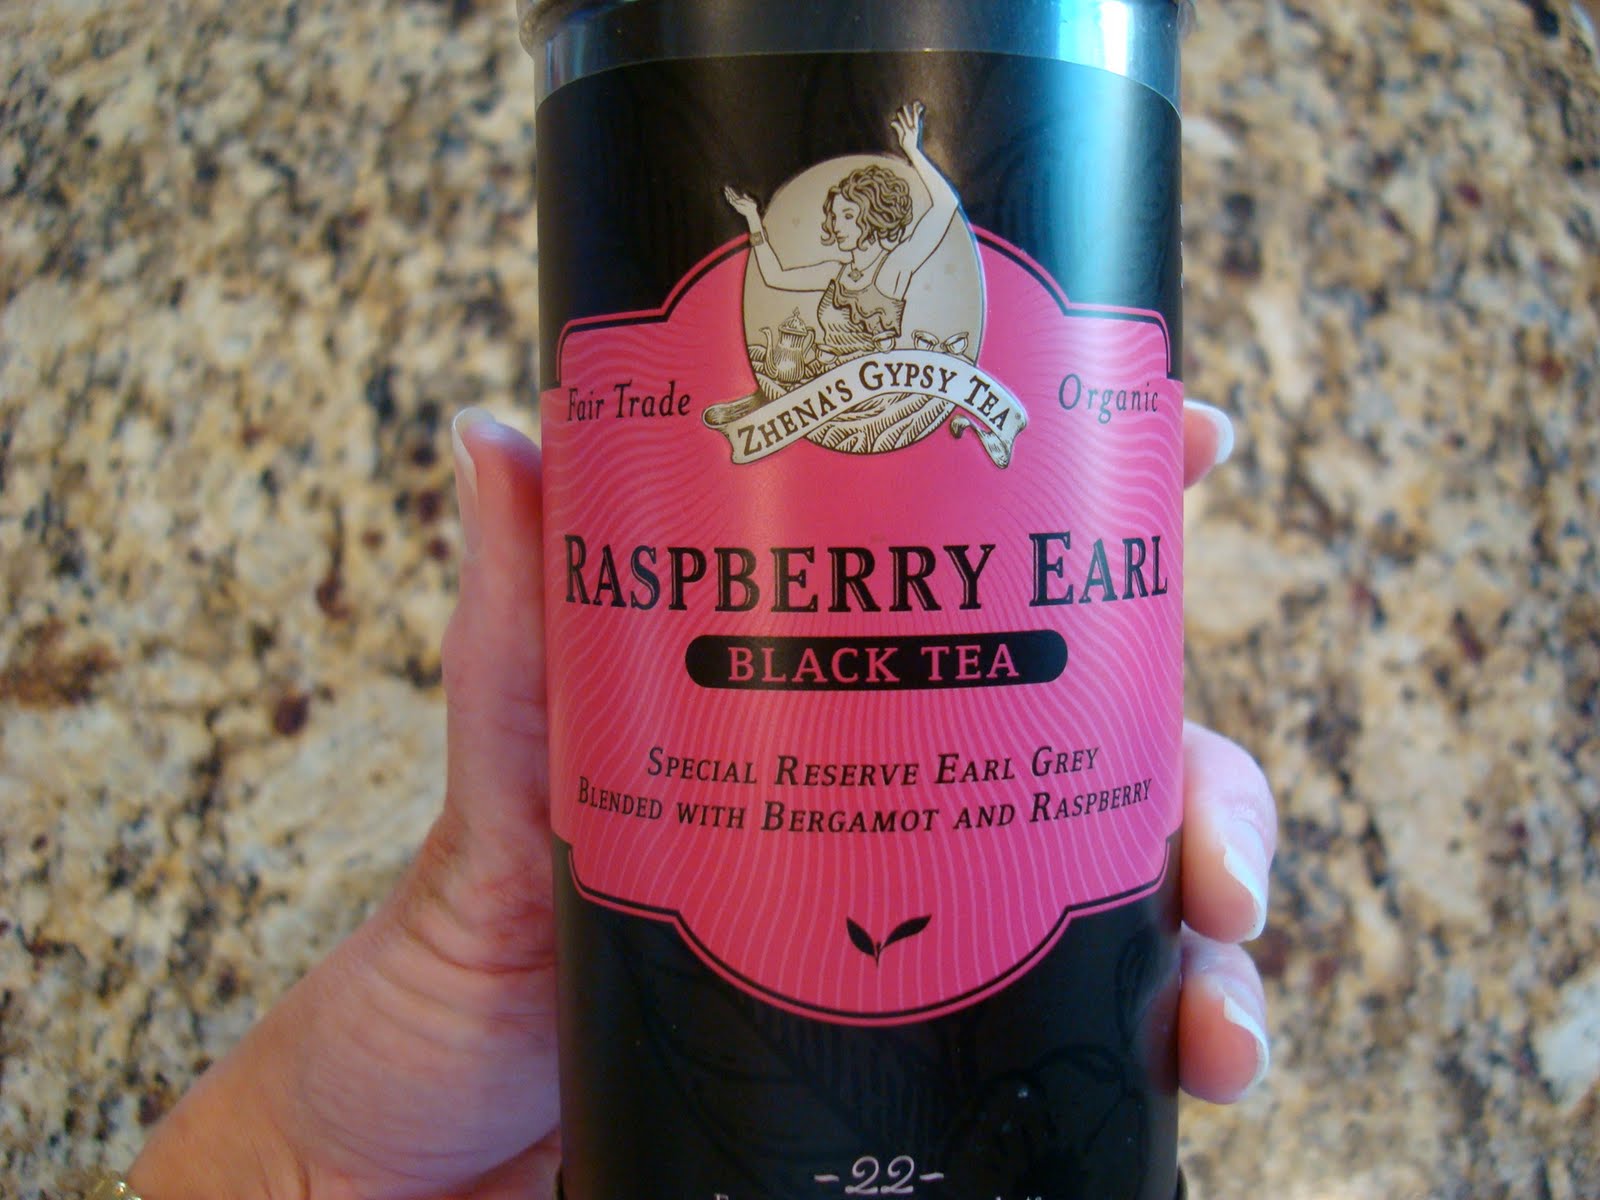 Zhena's Gypsy Tea
Fair Trade
Organic
Raspberry Earl
BLACK TEA
Special Reserve Earl Grey
Blended with Bergamot and Raspberry
-22-